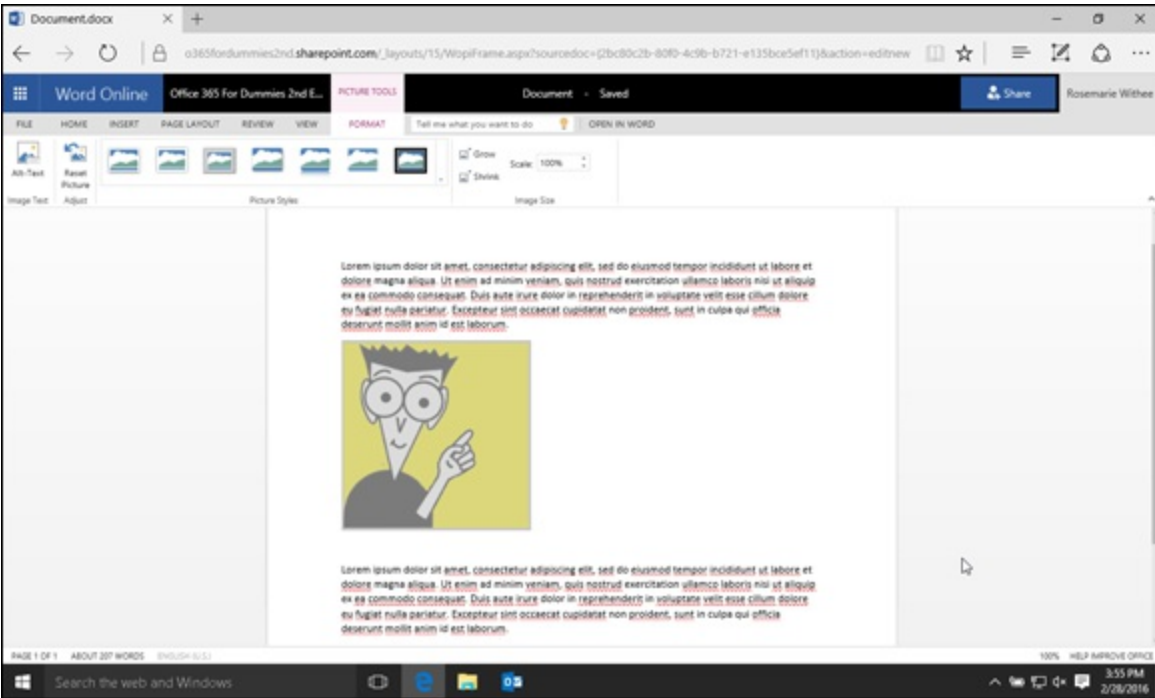 Document.docx
o365fordummies2nd.sharepoint.com/_layouts/15/WopiFrame.aspx?sourcedoc={2bc80c2b-80f0-4c9b-b721-e135bce5ef11}&action=editnew
Word Online
Office 365 For Dummies 2nd E...
PICTURE TOOLS
Document - Saved
Share
Rosemarie Withee
FILE HOME INSERT PAGE LAYOUT REVIEW VIEW FORMAT Tell me what you want to do OPEN IN WORD
Alt-Text
Reset Picture
Grow
Shrink
Scale: 100%
Image Text Adjust Picture Styles Image Size
Lorem ipsum dolor sit amet, consectetur adipiscing elit, sed do eiusmod tempor incididunt ut labore et
dolore magna aliqua. Ut enim ad minim veniam, quis nostrud exercitation ullamco laboris nisi ut aliquip
ex ea commodo consequat. Duis aute irure dolor in reprehenderit in voluptate velit esse cillum dolore
eu fugiat nulla pariatur. Excepteur sint occaecat cupidatat non proident, sunt in culpa qui officia
deserunt mollit anim id est laborum.
Lorem ipsum dolor sit amet, consectetur adipiscing elit, sed do eiusmod tempor incididunt ut labore et
dolore magna aliqua. Ut enim ad minim veniam, quis nostrud exercitation ullamco laboris nisi ut aliquip
ex ea commodo consequat. Duis aute irure dolor in reprehenderit in voluptate velit esse cillum dolore
eu fugiat nulla pariatur. Excepteur sint occaecat cupidatat non proident, sunt in culpa qui officia
deserunt mollit anim id est laborum.
PAGE 1 OF 1 ABOUT 207 WORDS ENGLISH (U.S.) 100% HELP IMPROVE OFFICE
Search the web and Windows
3:55 PM
2/28/2016